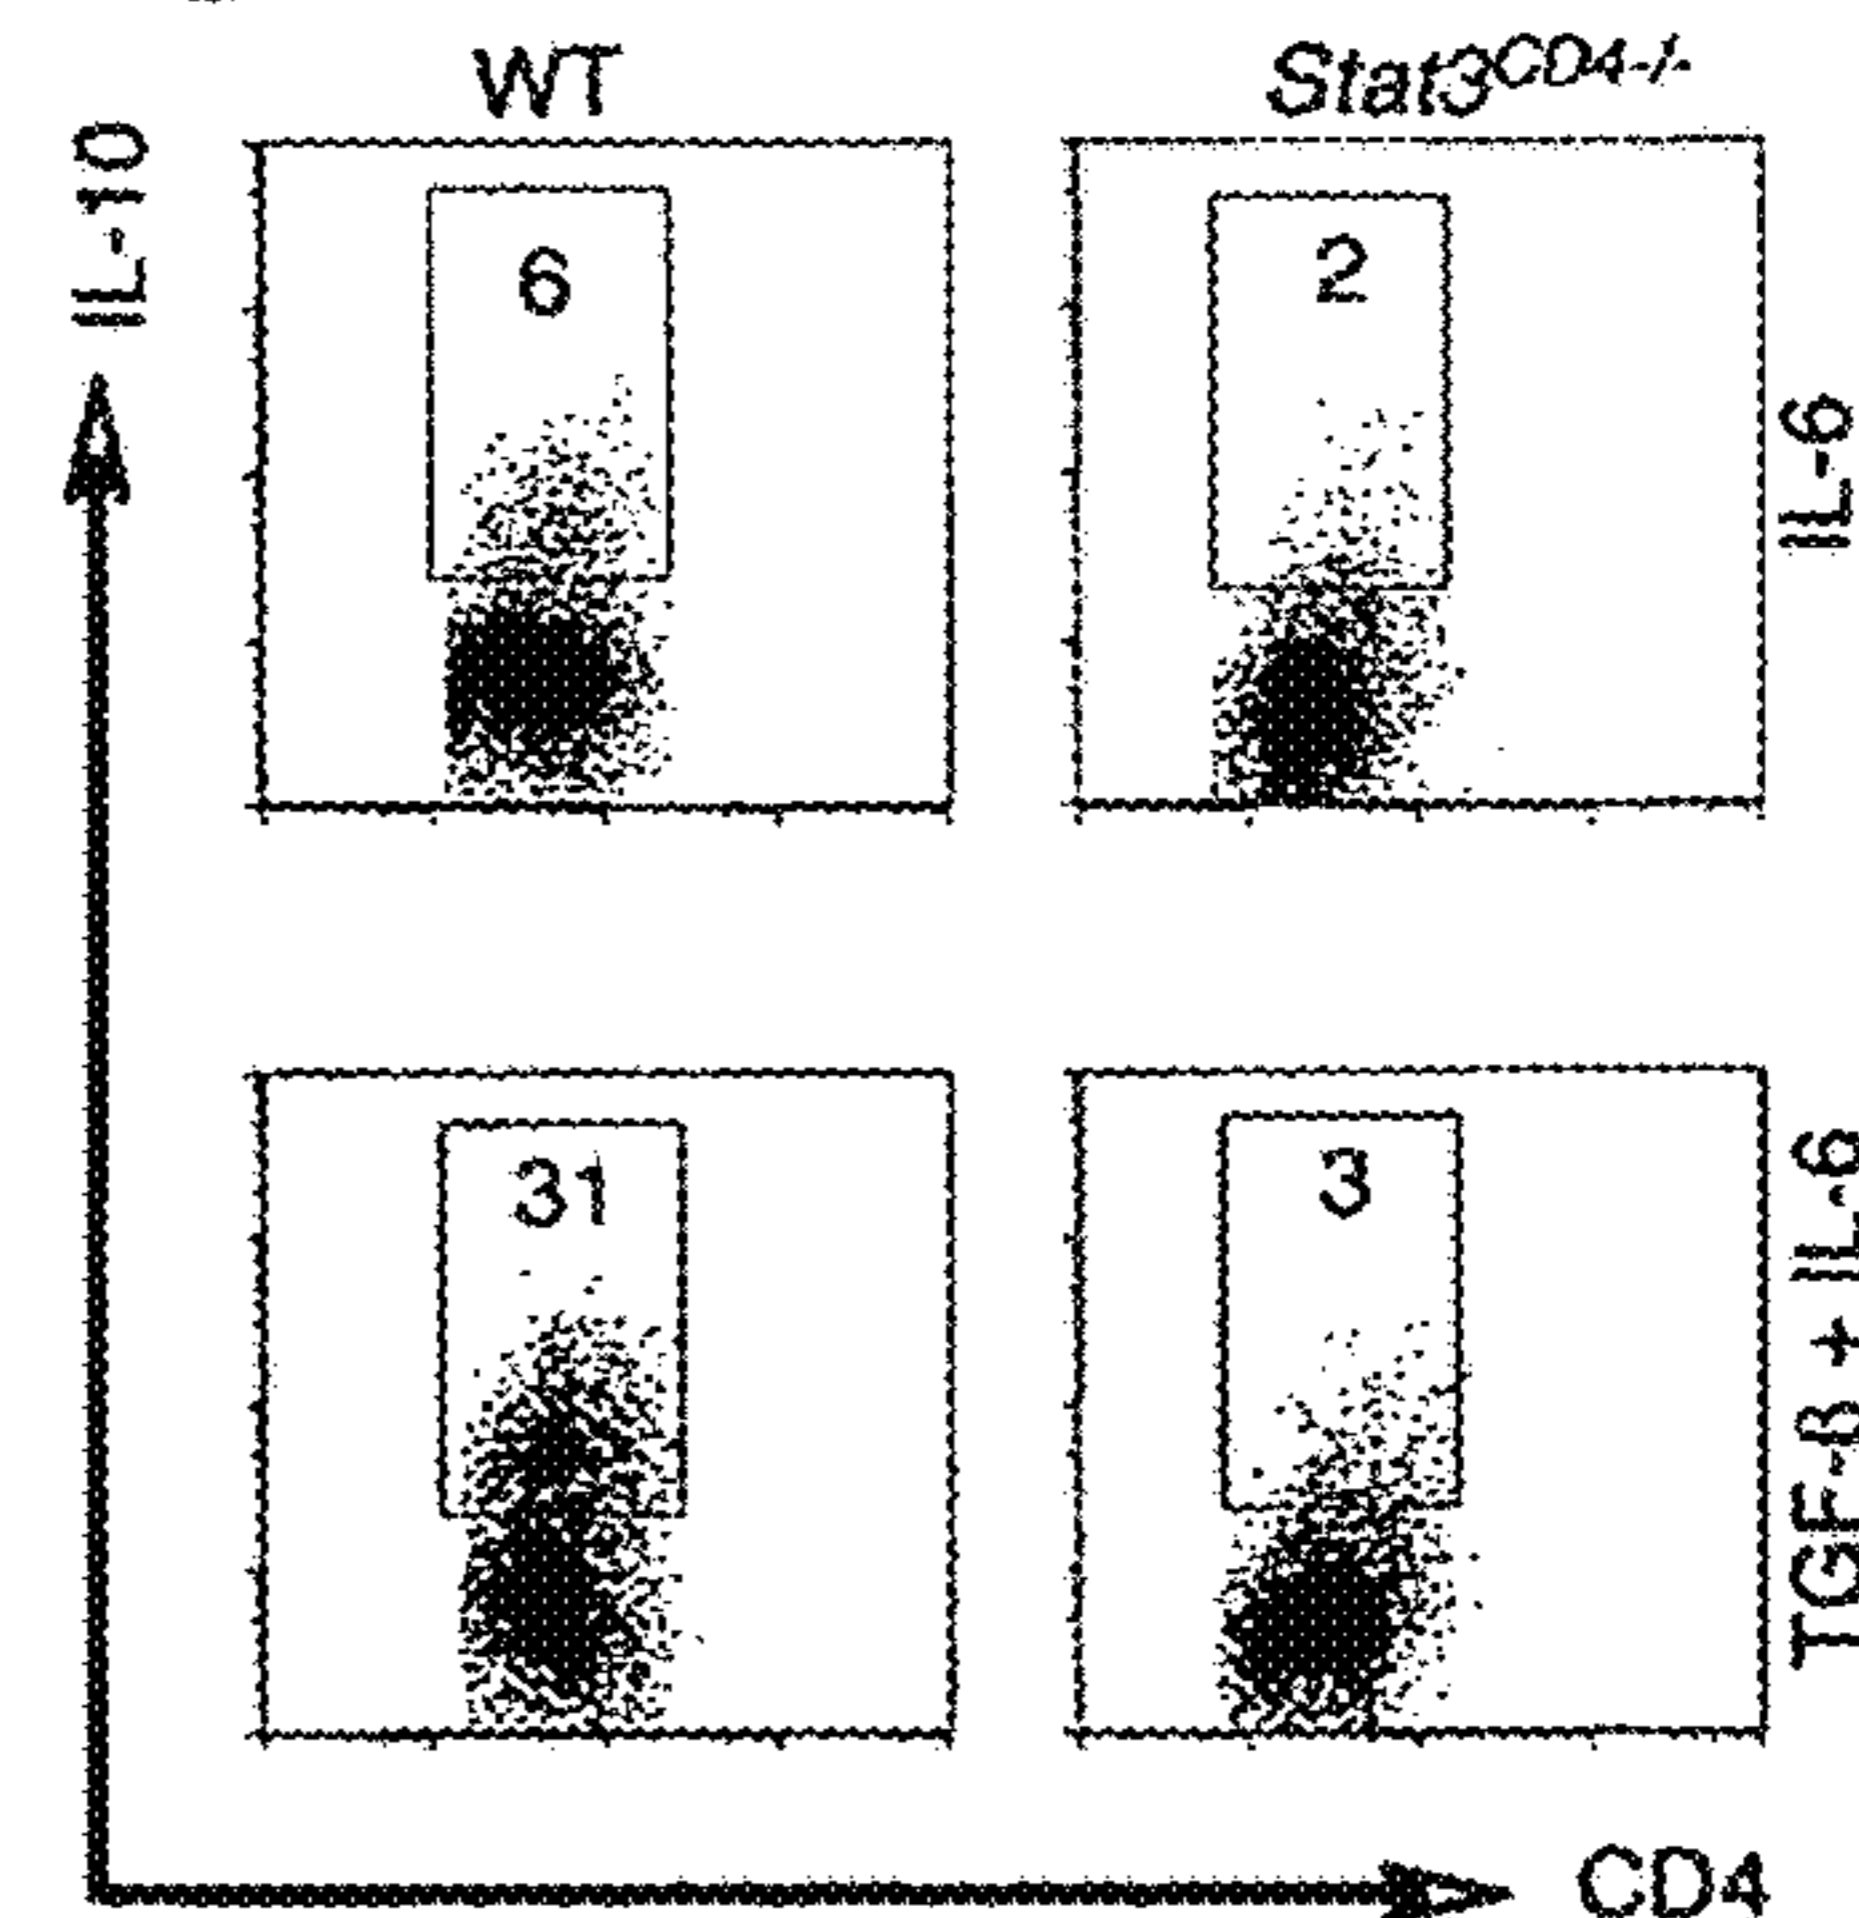 WT
Stat3CD4-/-
IL-10
6
2
IL-6
31
3
TGF-β + IL-6
CD4